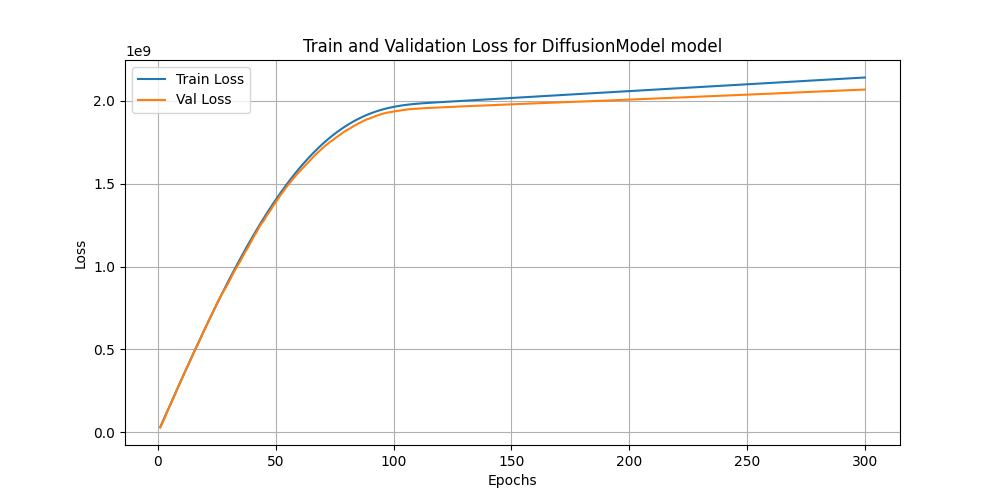 Train and Validation Loss for DiffusionModel model
1e9
Train Loss
Val Loss
2.0
1.5
1.0
0.5
0.0
Loss
0 50 100 150 200 250 300
Epochs